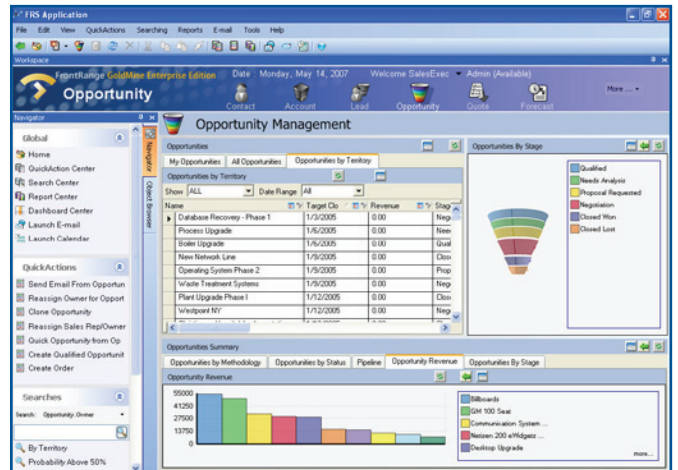 FRS Application
File Edit View QuickActions Searching Reports E-mail Tools Help
Workspace
FrontRange GoldMine Enterprise Edition Date : Monday, May 14, 2007 Welcome SalesExec Admin (Available)
Opportunity
Contact Account Lead Opportunity Quote Forecast More ...
Navigator
Global
Home
QuickAction Center
Search Center
Report Center
Dashboard Center
Launch E-mail
Launch Calendar
QuickActions
Send Email From Opportun
Reassign Owner for Opport
Clone Opportunity
Reassign Sales Rep/Owner
Quick Opportunity from Op
Create Qualified Opportunit
Create Order
Searches
Search: Opportunity.Owner
By Territory
Probability Above 50%
Navigator
Object Browser
Opportunity Management
Opportunities
My Opportunities All Opportunities Opportunities by Territory
Opportunities by Territory
Show ALL Date Range All
Name Target Clo Revenue Stag
Database Recovery - Phase 1 1/3/2005 0.00 Nego
Process Upgrade 1/6/2005 0.00 Nee
Boiler Upgrade 1/6/2005 0.00 Qual
New Network Line 1/9/2005 0.00 Clos
Operating System Phase 2 1/9/2005 0.00 Prop
Waste Treatment Systems 1/9/2005 0.00 Neg
Plant Upgrade Phase I 1/12/2005 0.00 Clos
Westpoint NY 1/12/2005 0.00 Neg
Opportunities By Stage
Qualified
Needs Analysis
Proposal Requested
Negotiation
Closed Won
Closed Lost
Opportunities Summary
Opportunities by Methodology Opportunities by Status Pipeline Opportunity Revenue Opportunities By Stage
Opportunity Revenue
55000
41250
27500
13750
0
Billboards
GM 100 Seat
Communication System ...
Netizen 200 eWidgets ...
Desktop Upgrade
more...